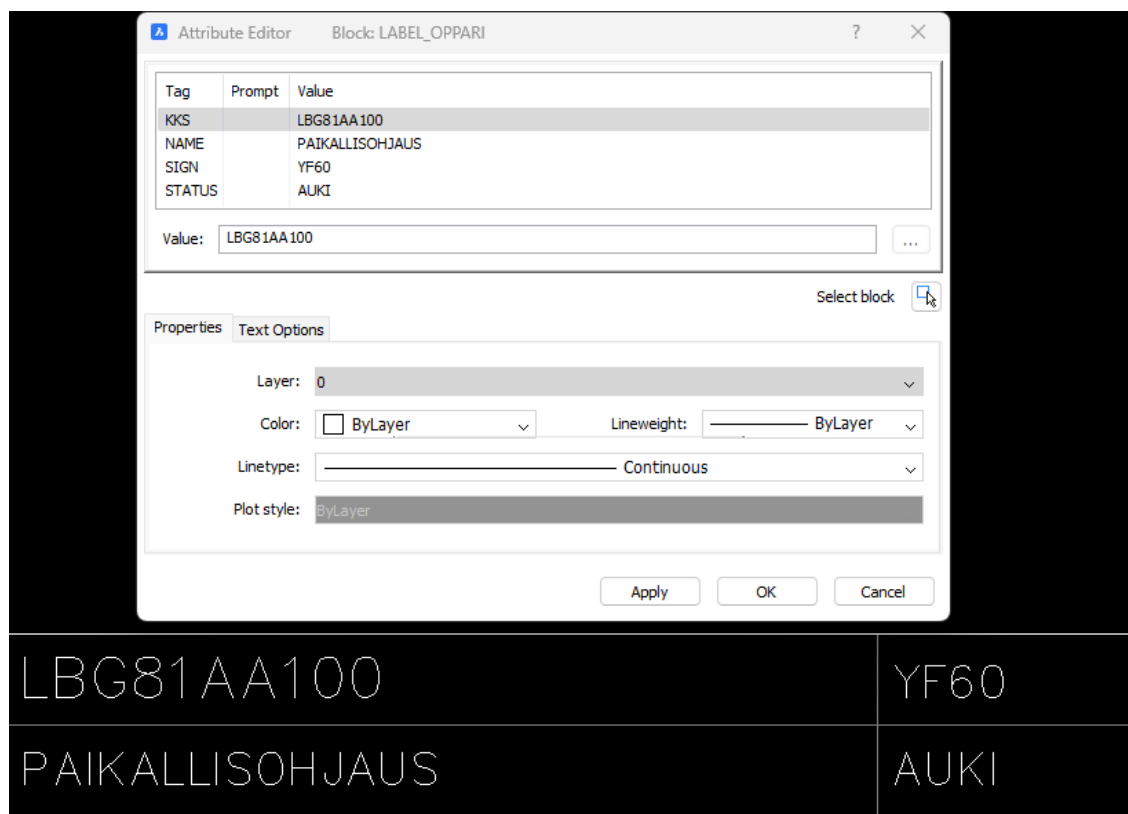 Attribute Editor Block: LABEL_OPPARI ?
Tag Prompt Value
KKS LBG81AA100
NAME PAIKALLISOHJAUS
SIGN YF60
STATUS AUKI
Value: LBG81AA100 ...
Select block
Properties Text Options
Layer: 0
Color: ByLayer Lineweight: ByLayer
Linetype: Continuous
Plot style: ByLayer
Apply OK Cancel
LBG81AA100 YF60
PAIKALLISOHJAUS AUKI